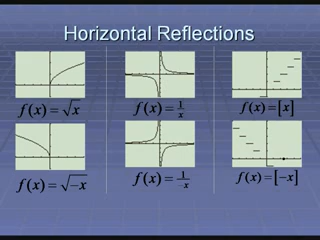 Horizontal Reflections
f(x) = √x
f(x) = 1/x
f(x) = [x]
f(x) = √-x
f(x) = 1/-x
f(x) = [-x]